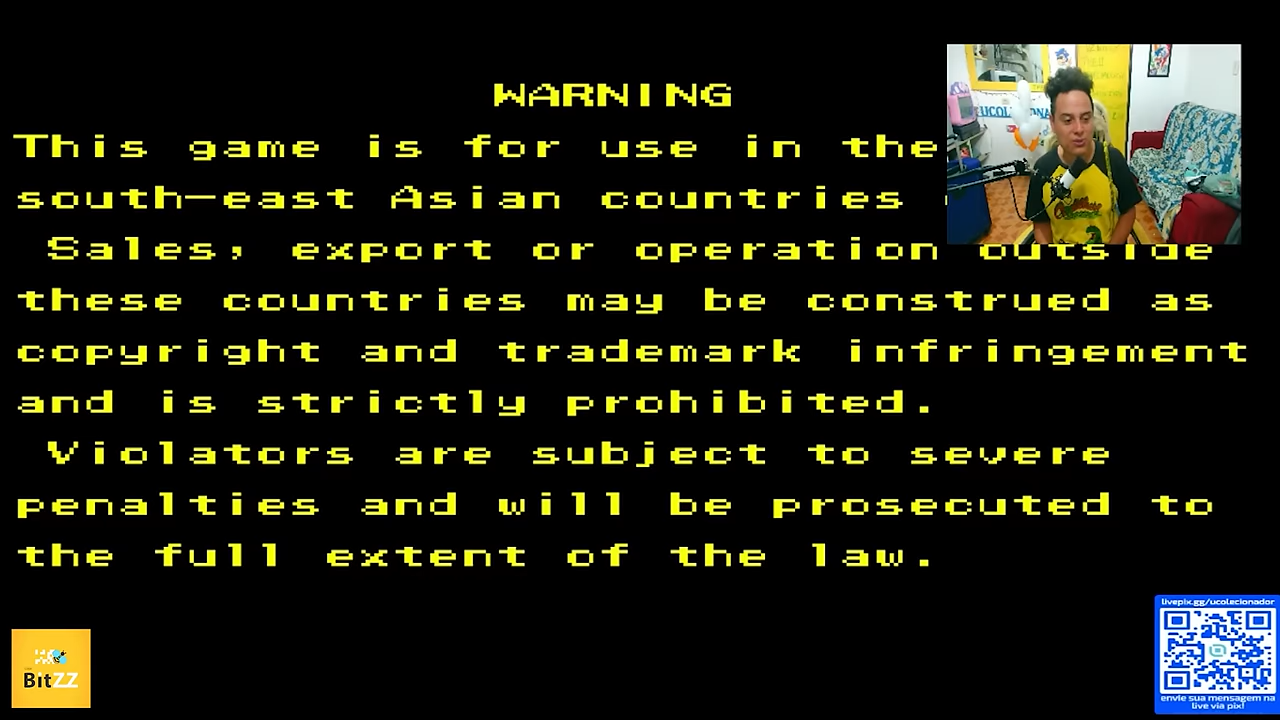 WARNING
This game is for use in the
south-east Asian countries
Sales, export or operation outside
these countries may be construed as
copyright and trademark infringement
and is strictly prohibited.
Violators are subject to severe
penalties and will be prosecuted to
the full extent of the law.
UCOLECIONA
BitZZ
livepix.gg/ucolecionador
envie sua mensagem na
live via pix!